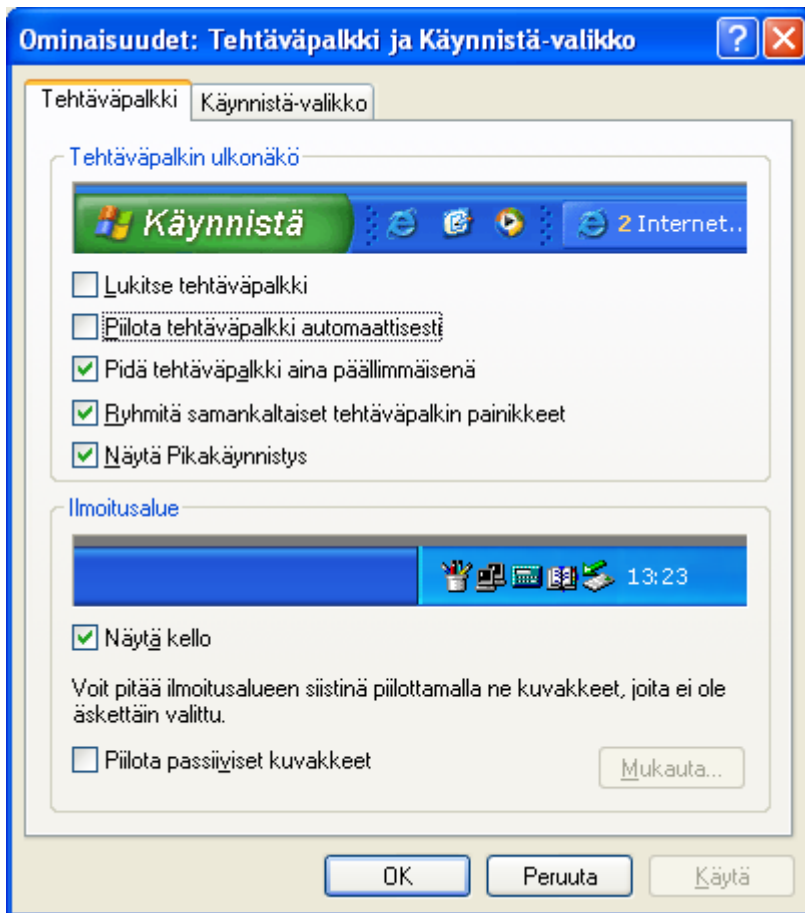 Ominaisuudet: Tehtäväpalkki ja Käynnistä-valikko
Tehtäväpalkki
Käynnistä-valikko
Tehtäväpalkin ulkonäkö
Käynnistä
2 Internet..
Lukitse tehtäväpalkki
Piilota tehtäväpalkki automaattisesti
Pidä tehtäväpalkki aina päällimmäisenä
Ryhmitä samankaltaiset tehtäväpalkin painikkeet
Näytä Pikakäynnistys
Ilmoitusalue
13:23
Näytä kello
Voit pitää ilmoitusalueen siistinä piilottamalla ne kuvakkeet, joita ei ole
äskettäin valittu.
Piilota passiiviset kuvakkeet
Mukauta...
OK
Peruuta
Käytä